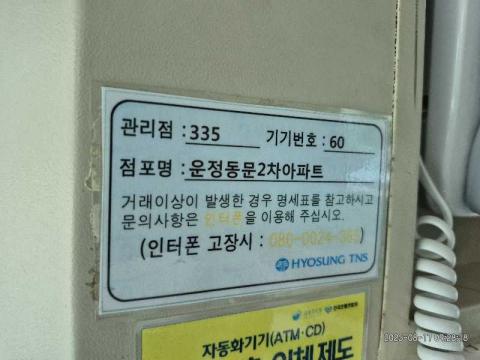 관리점 : 335 기기번호 : 60
점포명 : 운정동문2차아파트
거래이상이 발생한 경우 명세표를 참고하시고
문의사항은 인터폰을 이용해 주십시오.
(인터폰 고장시 : 080-0024-365)
HYOSUNG TNS
자동화기기(ATM·CD)